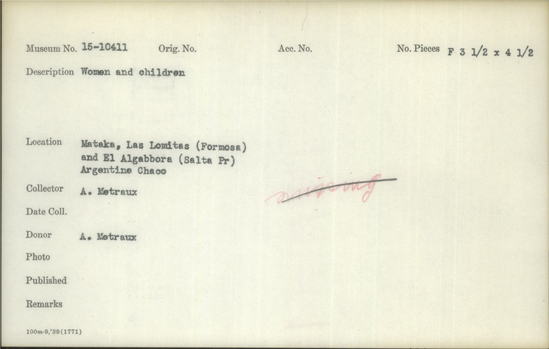 Museum No. 15-10411 Orig. No. Acc. No. No. Pieces F 3 1/2 x 4 1/2
Description Women and children
Location Mataka, Las Lomitas (Formosa)
and El Algabbora (Salta Pr)
Argentine Chaco
Collector A. Metraux
missing
Date Coll.
Donor A. Metraux
Photo
Published
Remarks
100m-9,'39(1771)